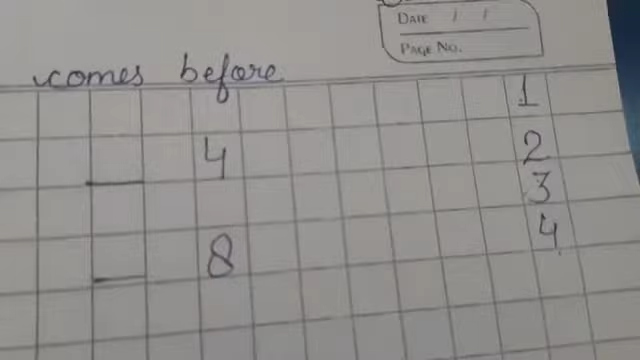 DATE / /
PAGE NO.
comes before
1
_ 4
2
3
4
_ 8